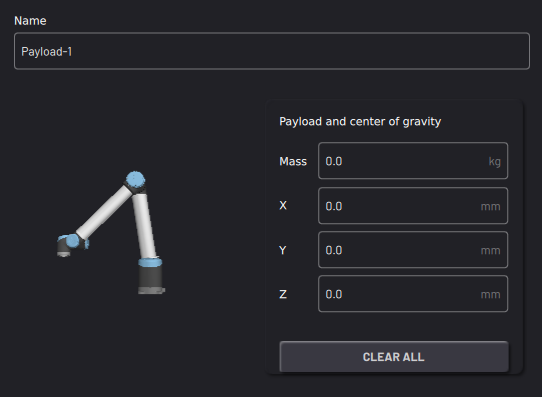 Name
Payload-1
Payload and center of gravity
Mass 0.0 kg
X 0.0 mm
Y 0.0 mm
Z 0.0 mm
CLEAR ALL